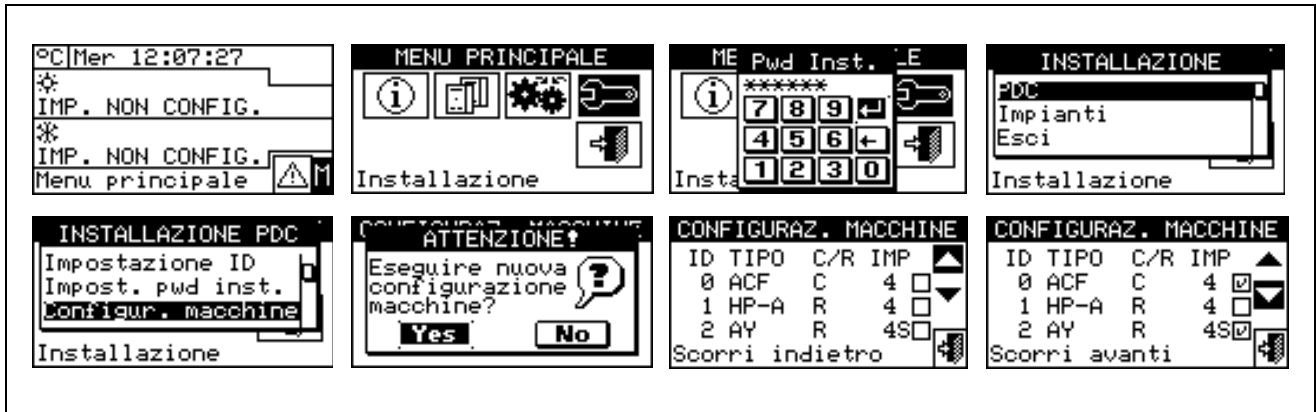 °C Mer 12:07:27
IMP. NON CONFIG.
IMP. NON CONFIG.
Menu principale M
MENU PRINCIPALE
i
Installazione
ME Pwd Inst. LE
i
******
7 8 9
4 5 6 ←
1 2 3 0
Insta
INSTALLAZIONE
PDC
Impianti
Esci
Installazione
INSTALLAZIONE PDC
Impostazione ID
Impost. pwd inst.
Configur. macchine
Installazione
ATTENZIONE!
Eseguire nuova
configurazione
macchine?
?
Yes No
CONFIGURAZ. MACCHINE
ID TIPO C/R IMP
0 ACF C 4
1 HP-A R 4
2 AY R 4S
Scorri indietro
CONFIGURAZ. MACCHINE
ID TIPO C/R IMP
0 ACF C 4
1 HP-A R 4
2 AY R 4S
Scorri avanti